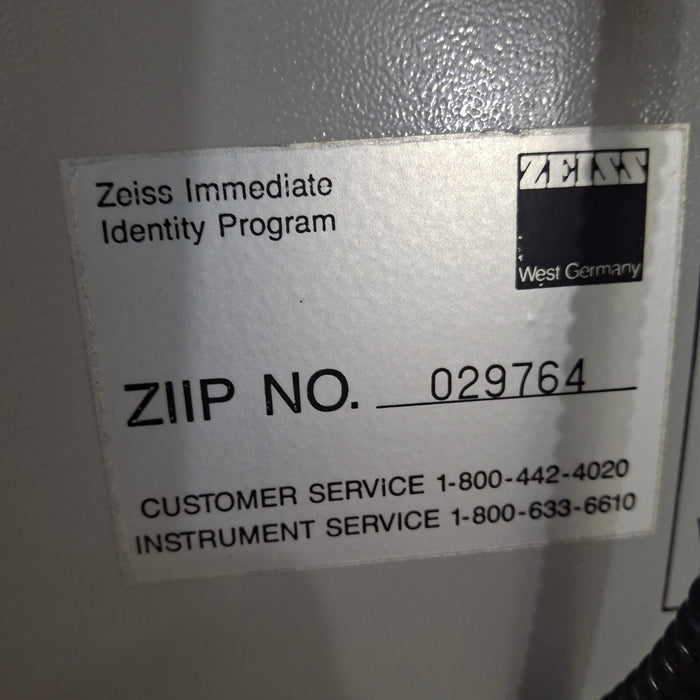 Zeiss Immediate
Identity Program
ZEISS
West Germany
ZIIP NO. 029764
CUSTOMER SERVICE 1-800-442-4020
INSTRUMENT SERVICE 1-800-633-6610